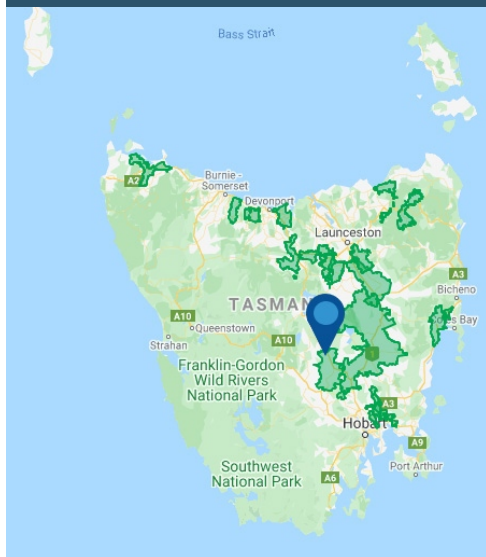 Bass Strait
A2
Burnie -
Somerset
Devonport
Launceston
A3
Bicheno
TASMAN
A10
Queenstown
Strahan
A10
1
Franklin-Gordon
Wild Rivers
National Park
A3
Hobart
A9
Southwest
National Park
A6
Port Arthur